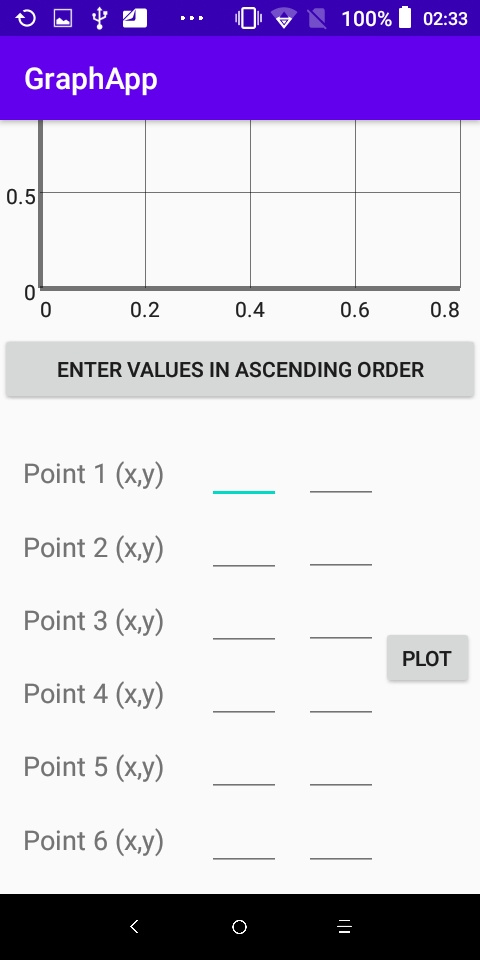 100% 02:33
GraphApp
0.5
0
0 0.2 0.4 0.6 0.8
ENTER VALUES IN ASCENDING ORDER
Point 1 (x,y)
Point 2 (x,y)
Point 3 (x,y)
PLOT
Point 4 (x,y)
Point 5 (x,y)
Point 6 (x,y)